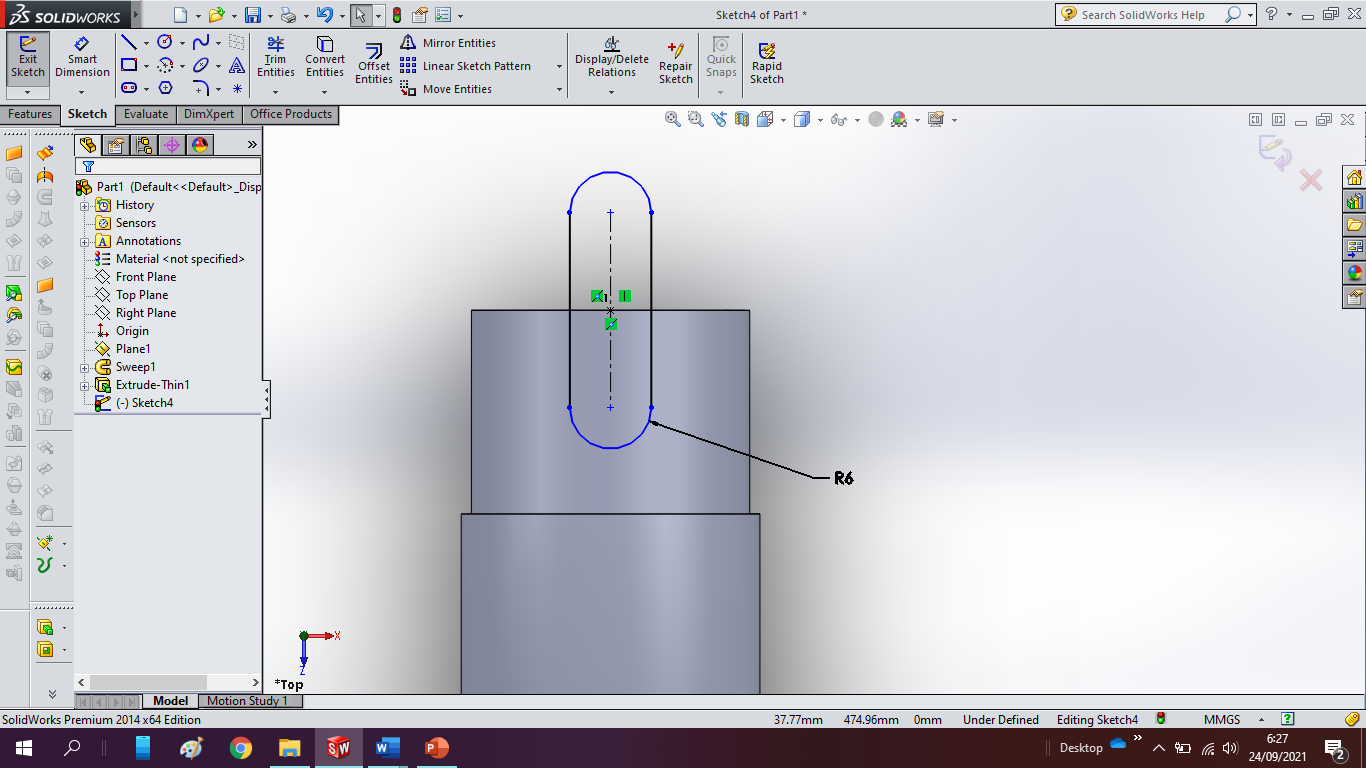 SOLIDWORKS
Sketch4 of Part1 *
Search SolidWorks Help
Exit Sketch
Smart Dimension
Trim Entities
Convert Entities
Offset Entities
Mirror Entities
Linear Sketch Pattern
Move Entities
Display/Delete Relations
Repair Sketch
Quick Snaps
Rapid Sketch
Features
Sketch
Evaluate
DimXpert
Office Products
Part1 (Default<<Default>_Disp
History
Sensors
Annotations
Material <not specified>
Front Plane
Top Plane
Right Plane
Origin
Plane1
Sweep1
Extrude-Thin1
(-) Sketch4
R6
X
Z
*Top
Model
Motion Study 1
SolidWorks Premium 2014 x64 Edition
37.77mm
474.96mm
0mm
Under Defined
Editing Sketch4
MMGS
Desktop
6:27
24/09/2021
2